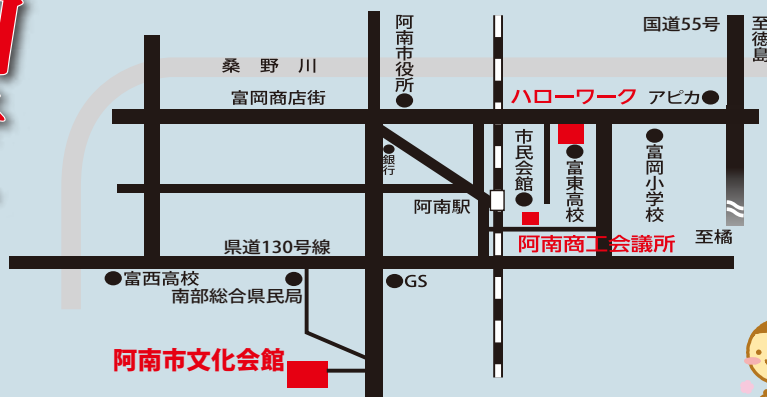 国道55号
至徳島
阿南市役所
桑野川
富岡商店街
ハローワーク
アピカ
銀行
市民会館
富東高校
富岡小学校
阿南駅
阿南商工会議所
至橘
県道130号線
富西高校
南部総合県民局
GS
阿南市文化会館